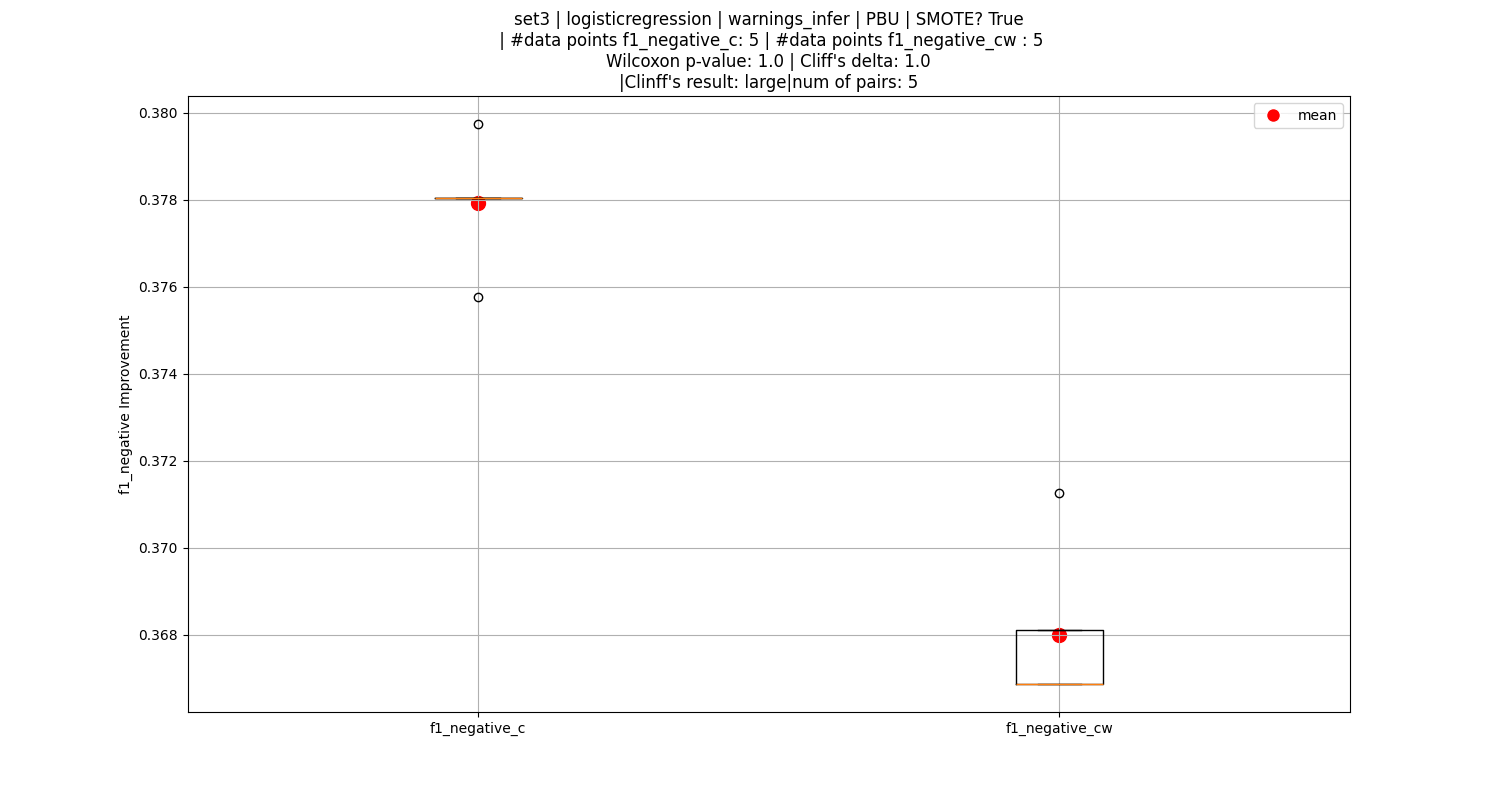 set3 | logisticregression | warnings_infer | PBU | SMOTE? True
| #data points f1_negative_c: 5 | #data points f1_negative_cw : 5
Wilcoxon p-value: 1.0 | Cliff's delta: 1.0
|Clinff's result: large|num of pairs: 5
mean
f1_negative Improvement
0.380
0.378
0.376
0.374
0.372
0.370
0.368
f1_negative_c
f1_negative_cw